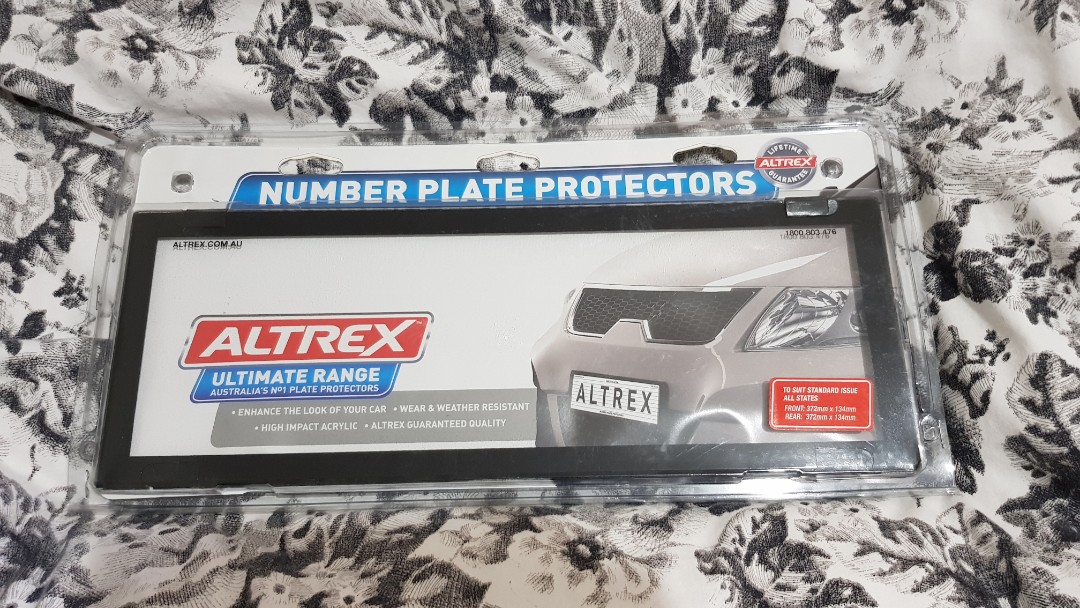 LIFETIME
ALTREX
GUARANTEE
NUMBER PLATE PROTECTORS
ALTREX.COM.AU
1800 803 476
ALTREX™
ULTIMATE RANGE
AUSTRALIA'S Nº1 PLATE PROTECTORS
• ENHANCE THE LOOK OF YOUR CAR • WEAR & WEATHER RESISTANT
• HIGH IMPACT ACRYLIC • ALTREX GUARANTEED QUALITY
ALTREX
TO SUIT STANDARD ISSUE
ALL STATES
FRONT: 372mm x 134mm
REAR: 372mm x 134mm